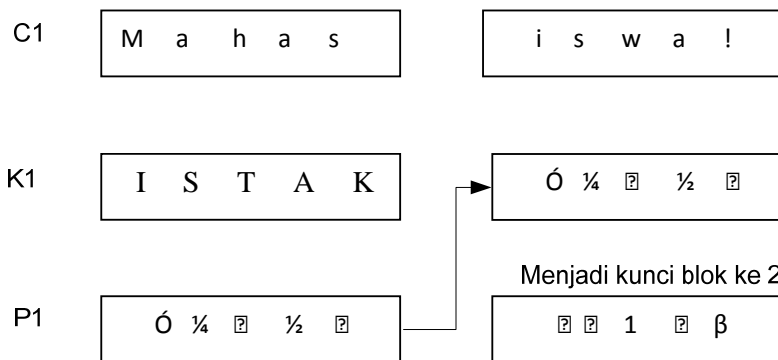 C1 M a h a s i s w a !
K1 I S T A K Ó ¼ ⍰ ½ ⍰
Menjadi kunci blok ke 2
P1 Ó ¼ ⍰ ½ ⍰ ⍰ ⍰ 1 ⍰ β